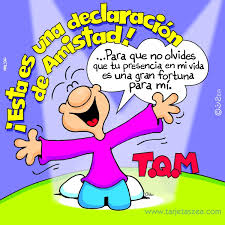 ¡Esta es una declaración
de Amistad!
...Para que no olvides
que tu presencia en mi vida
es una gran fortuna
para mí.
T.Q.M
© ZEA
www.tarjetaszea.com